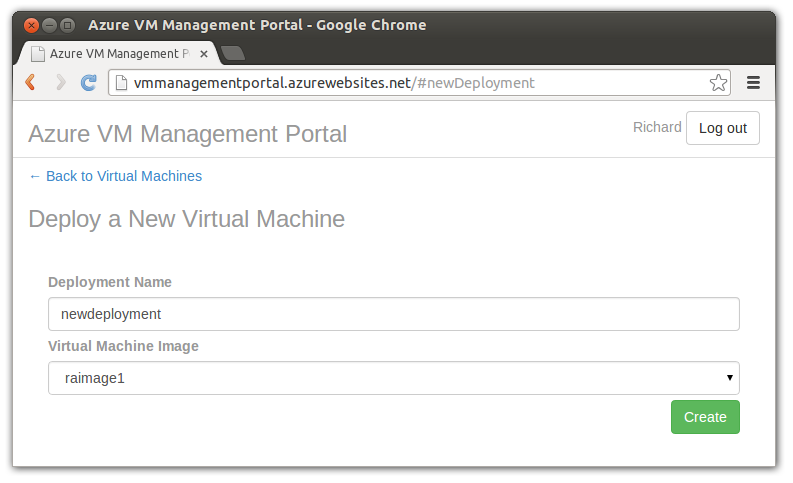 Azure VM Management Portal - Google Chrome
Azure VM Management P
vmmanagementportal.azurewebsites.net/#newDeployment
Azure VM Management Portal
Richard Log out
← Back to Virtual Machines
Deploy a New Virtual Machine
Deployment Name
newdeployment
Virtual Machine Image
raimage1
Create